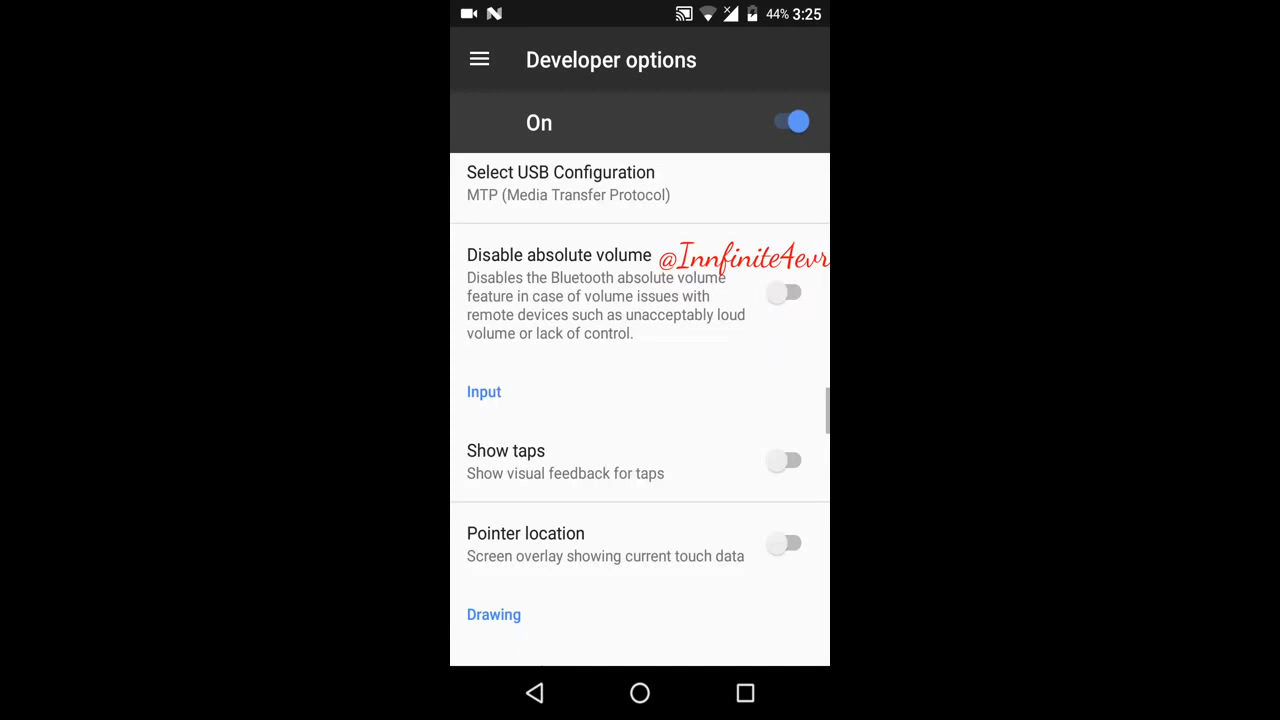 44% 3:25
Developer options
On
Select USB Configuration
MTP (Media Transfer Protocol)
Disable absolute volume
@Innfinite4evr
Disables the Bluetooth absolute volume
feature in case of volume issues with
remote devices such as unacceptably loud
volume or lack of control.
Input
Show taps
Show visual feedback for taps
Pointer location
Screen overlay showing current touch data
Drawing